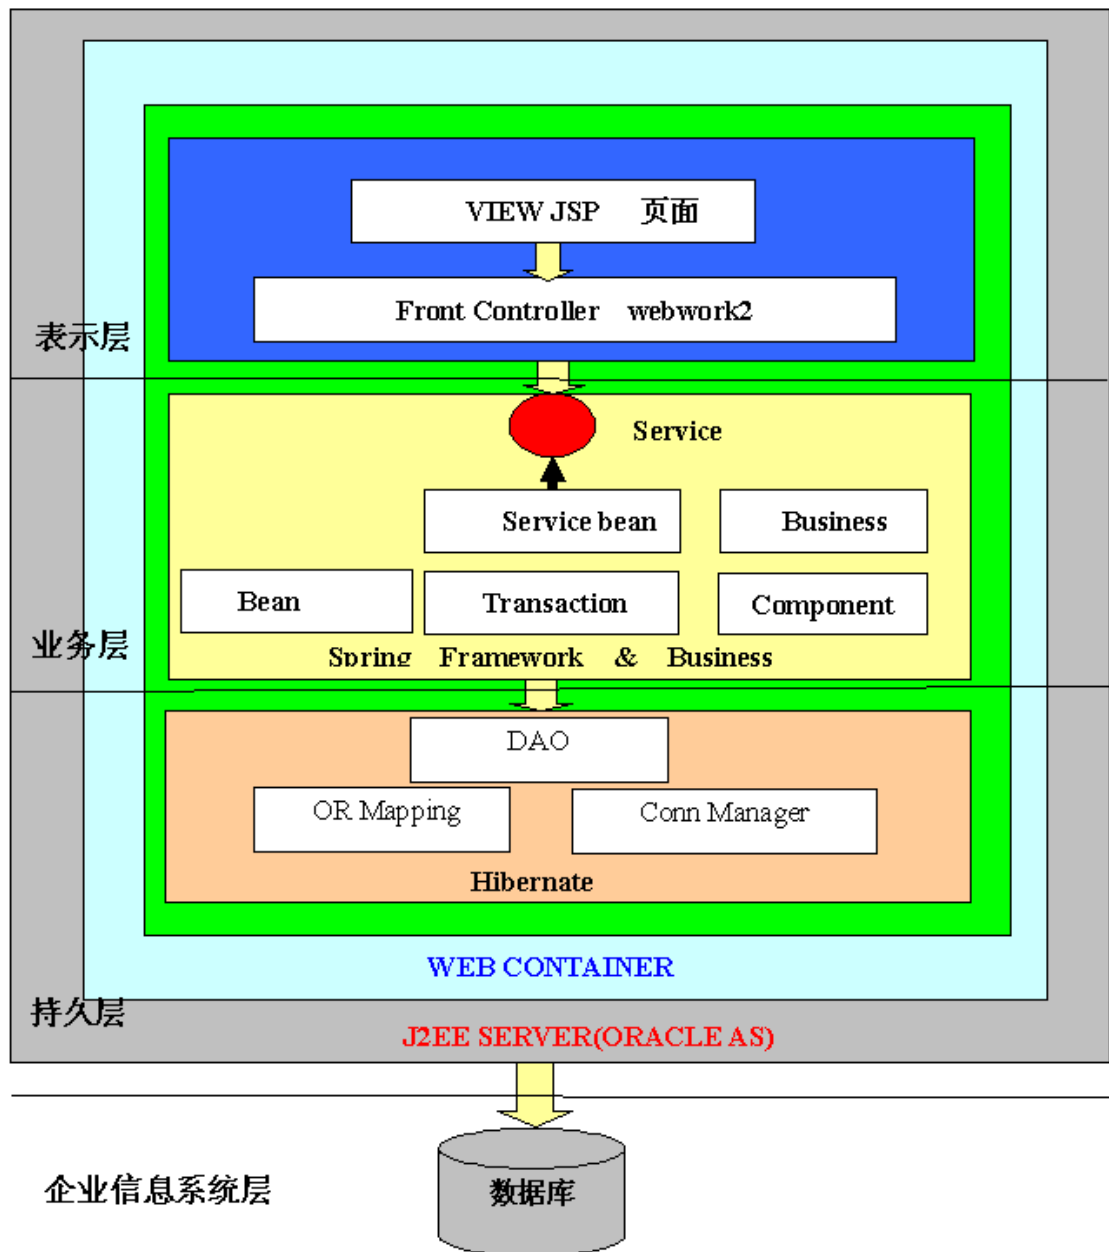 VIEW JSP 页面
Front Controller webwork2
表示层
Service
Service bean
Business
Bean
Transaction
Component
业务层
Spring Framework & Business
DAO
OR Mapping
Conn Manager
Hibernate
WEB CONTAINER
持久层
J2EE SERVER(ORACLE AS)
企业信息系统层
数据库